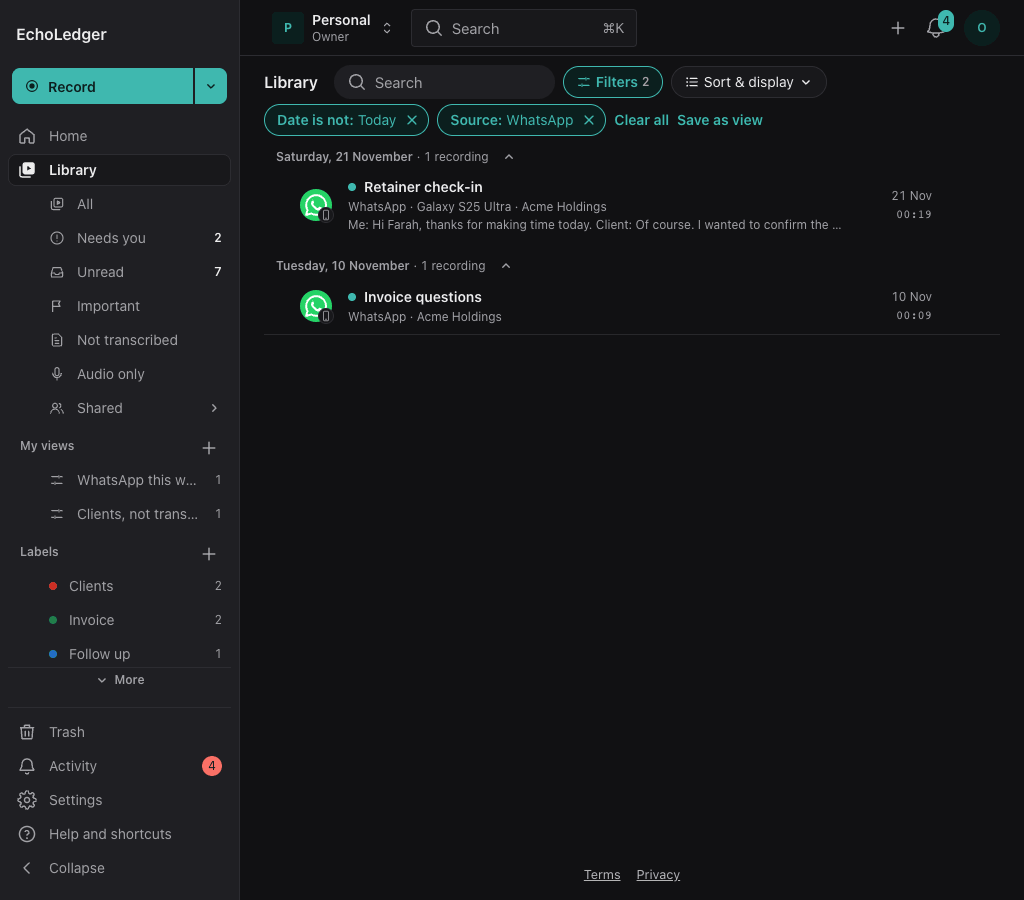 EchoLedger
Record
Home
Library
All
Needs you 2
Unread 7
Important
Not transcribed
Audio only
Shared
My views
WhatsApp this w... 1
Clients, not trans... 1
Labels
Clients 2
Invoice 2
Follow up 1
More
Trash
Activity 4
Settings
Help and shortcuts
Collapse
P Personal
Owner
Search ⌘K
4
O
Library
Search
Filters 2
Sort & display
Date is not: Today
Source: WhatsApp
Clear all
Save as view
Saturday, 21 November · 1 recording
Retainer check-in
21 Nov
WhatsApp · Galaxy S25 Ultra · Acme Holdings
00:19
Me: Hi Farah, thanks for making time today. Client: Of course. I wanted to confirm the ...
Tuesday, 10 November · 1 recording
Invoice questions
10 Nov
WhatsApp · Acme Holdings
00:09
Terms Privacy